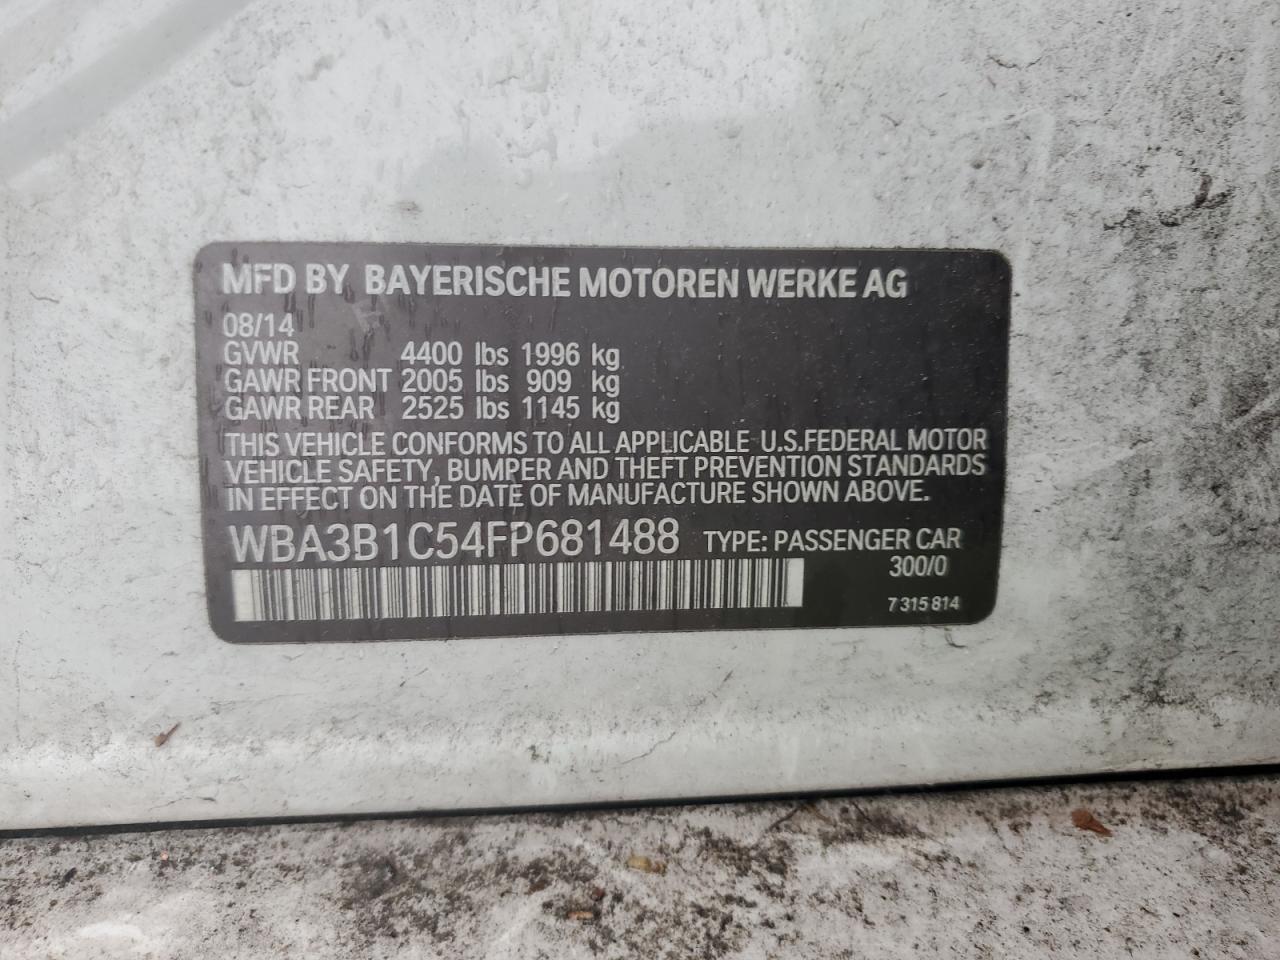 MFD BY BAYERISCHE MOTOREN WERKE AG
08/14
GVWR 4400 lbs 1996 kg
GAWR FRONT 2005 lbs 909 kg
GAWR REAR 2525 lbs 1145 kg
THIS VEHICLE CONFORMS TO ALL APPLICABLE U.S.FEDERAL MOTOR
VEHICLE SAFETY, BUMPER AND THEFT PREVENTION STANDARDS
IN EFFECT ON THE DATE OF MANUFACTURE SHOWN ABOVE.
WBA3B1C54FP681488 TYPE: PASSENGER CAR
300/0
7 315 814